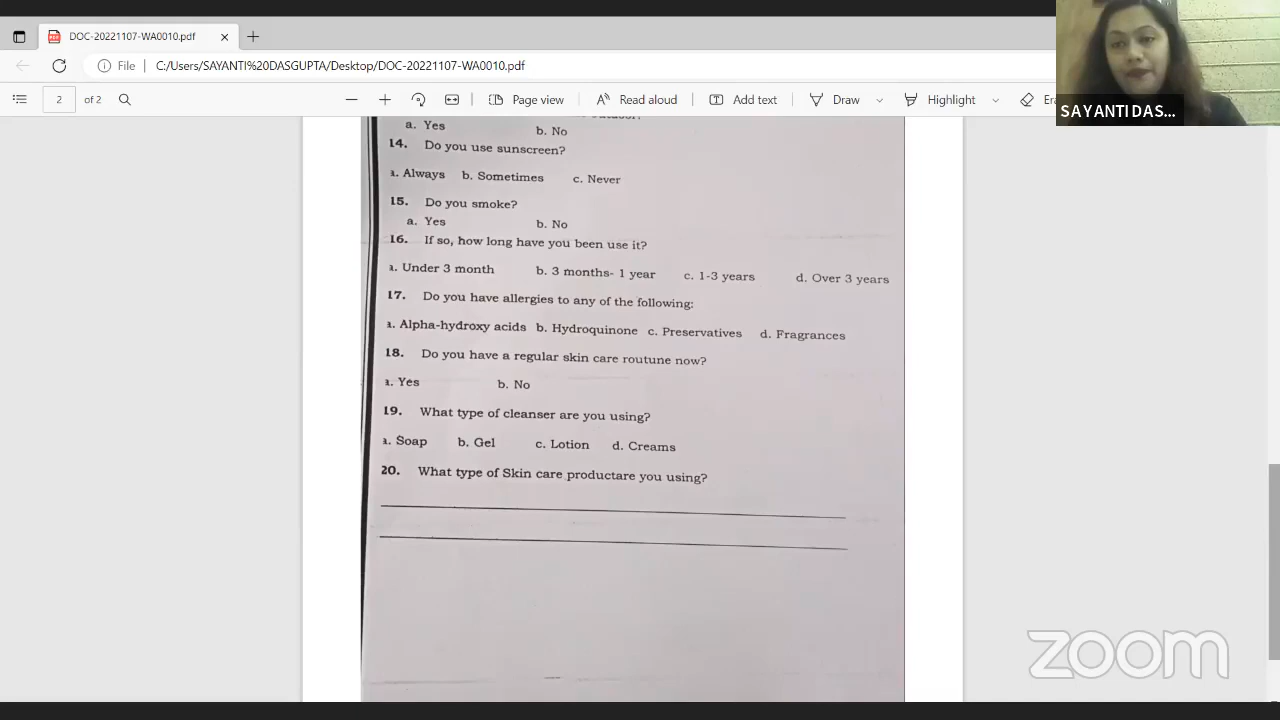 DOC-20221107-WA0010.pdf
File | C:/Users/SAYANTI%20DASGUPTA/Desktop/DOC-20221107-WA0010.pdf
2 of 2 Page view Read aloud Add text Draw Highlight
SAYANTI DAS...
a. Yes b. No
14. Do you use sunscreen?
a. Always b. Sometimes c. Never
15. Do you smoke?
a. Yes b. No
16. If so, how long have you been use it?
a. Under 3 month b. 3 months- 1 year c. 1-3 years d. Over 3 years
17. Do you have allergies to any of the following:
a. Alpha-hydroxy acids b. Hydroquinone c. Preservatives d. Fragrances
18. Do you have a regular skin care routune now?
a. Yes b. No
19. What type of cleanser are you using?
a. Soap b. Gel c. Lotion d. Creams
20. What type of Skin care productare you using?
zoom